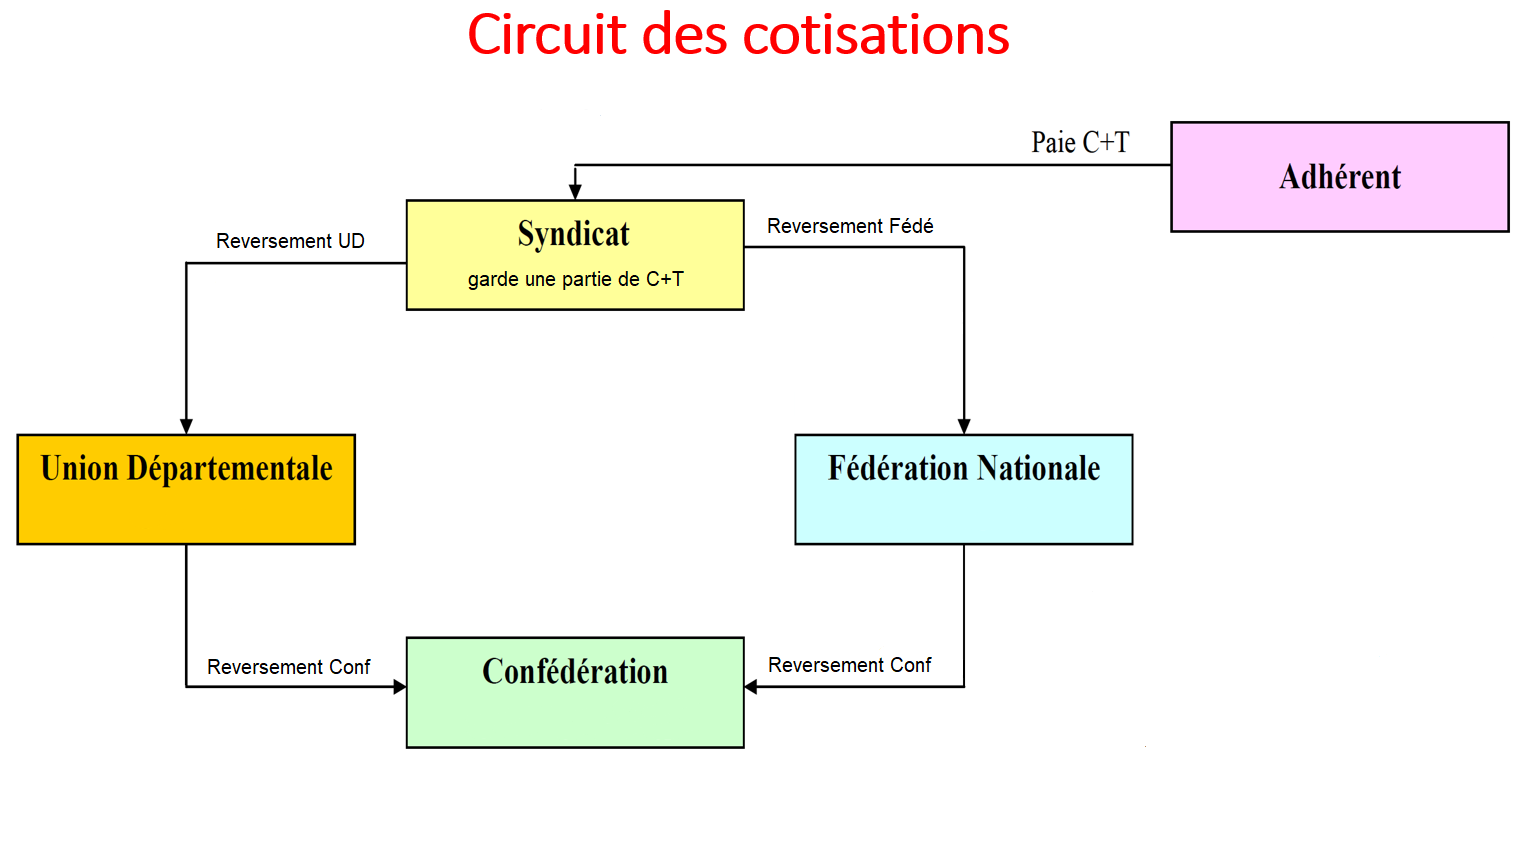 Circuit des cotisations
Paie C+T
Adhérent
Reversement UD
Syndicat
garde une partie de C+T
Reversement Fédé
Union Départementale
Fédération Nationale
Reversement Conf
Confédération
Reversement Conf